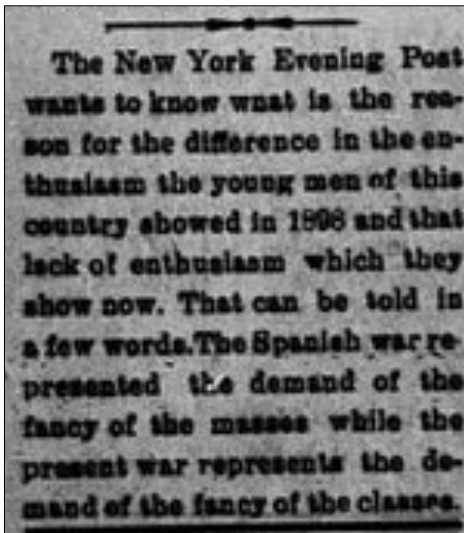 The New York Evening Post
wants to know wnat is the rea-
son for the difference in the en-
thusiasm the young men of this
country showed in 1898 and that
lack of enthusiasm which they
show now. That can be told in
a few words.The Spanish war re-
presented the demand of the
fancy of the masses while the
present war represents the de-
mand of the fancy of the classes.